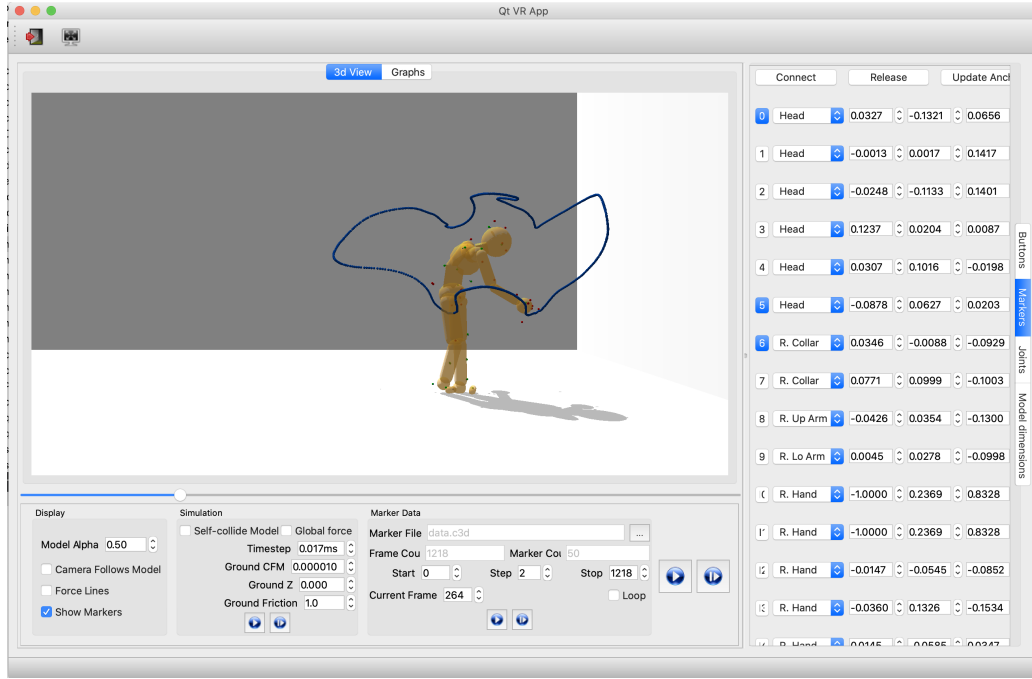 Qt VR App
3d View Graphs
Connect Release Update Anch
0 Head 0.0327 -0.1321 0.0656
1 Head -0.0013 0.0017 0.1417
2 Head -0.0248 -0.1133 0.1401
3 Head 0.1237 0.0204 0.0087
4 Head 0.0307 0.1016 -0.0198
5 Head -0.0878 0.0627 0.0203
6 R. Collar 0.0346 -0.0088 -0.0929
7 R. Collar 0.0771 0.0999 -0.1003
8 R. Up Arm -0.0426 0.0354 -0.1300
9 R. Lo Arm 0.0045 0.0278 -0.0998
R. Hand -1.0000 0.2369 0.8328
R. Hand -1.0000 0.2369 0.8328
R. Hand -0.0147 -0.0545 -0.0852
R. Hand -0.0360 0.1326 -0.1534
R. Hand 0.0145 -0.0585 0.0347
Buttons
Markers
Joints
Model dimensions
Display
Model Alpha 0.50
Camera Follows Model
Force Lines
Show Markers
Simulation
Self-collide Model Global force
Timestep 0.017ms
Ground CFM 0.000010
Ground Z 0.000
Ground Friction 1.0
Marker Data
Marker File data.c3d ...
Frame Cou 1218 Marker Cou 50
Start 0 Step 2 Stop 1218
Current Frame 264 Loop